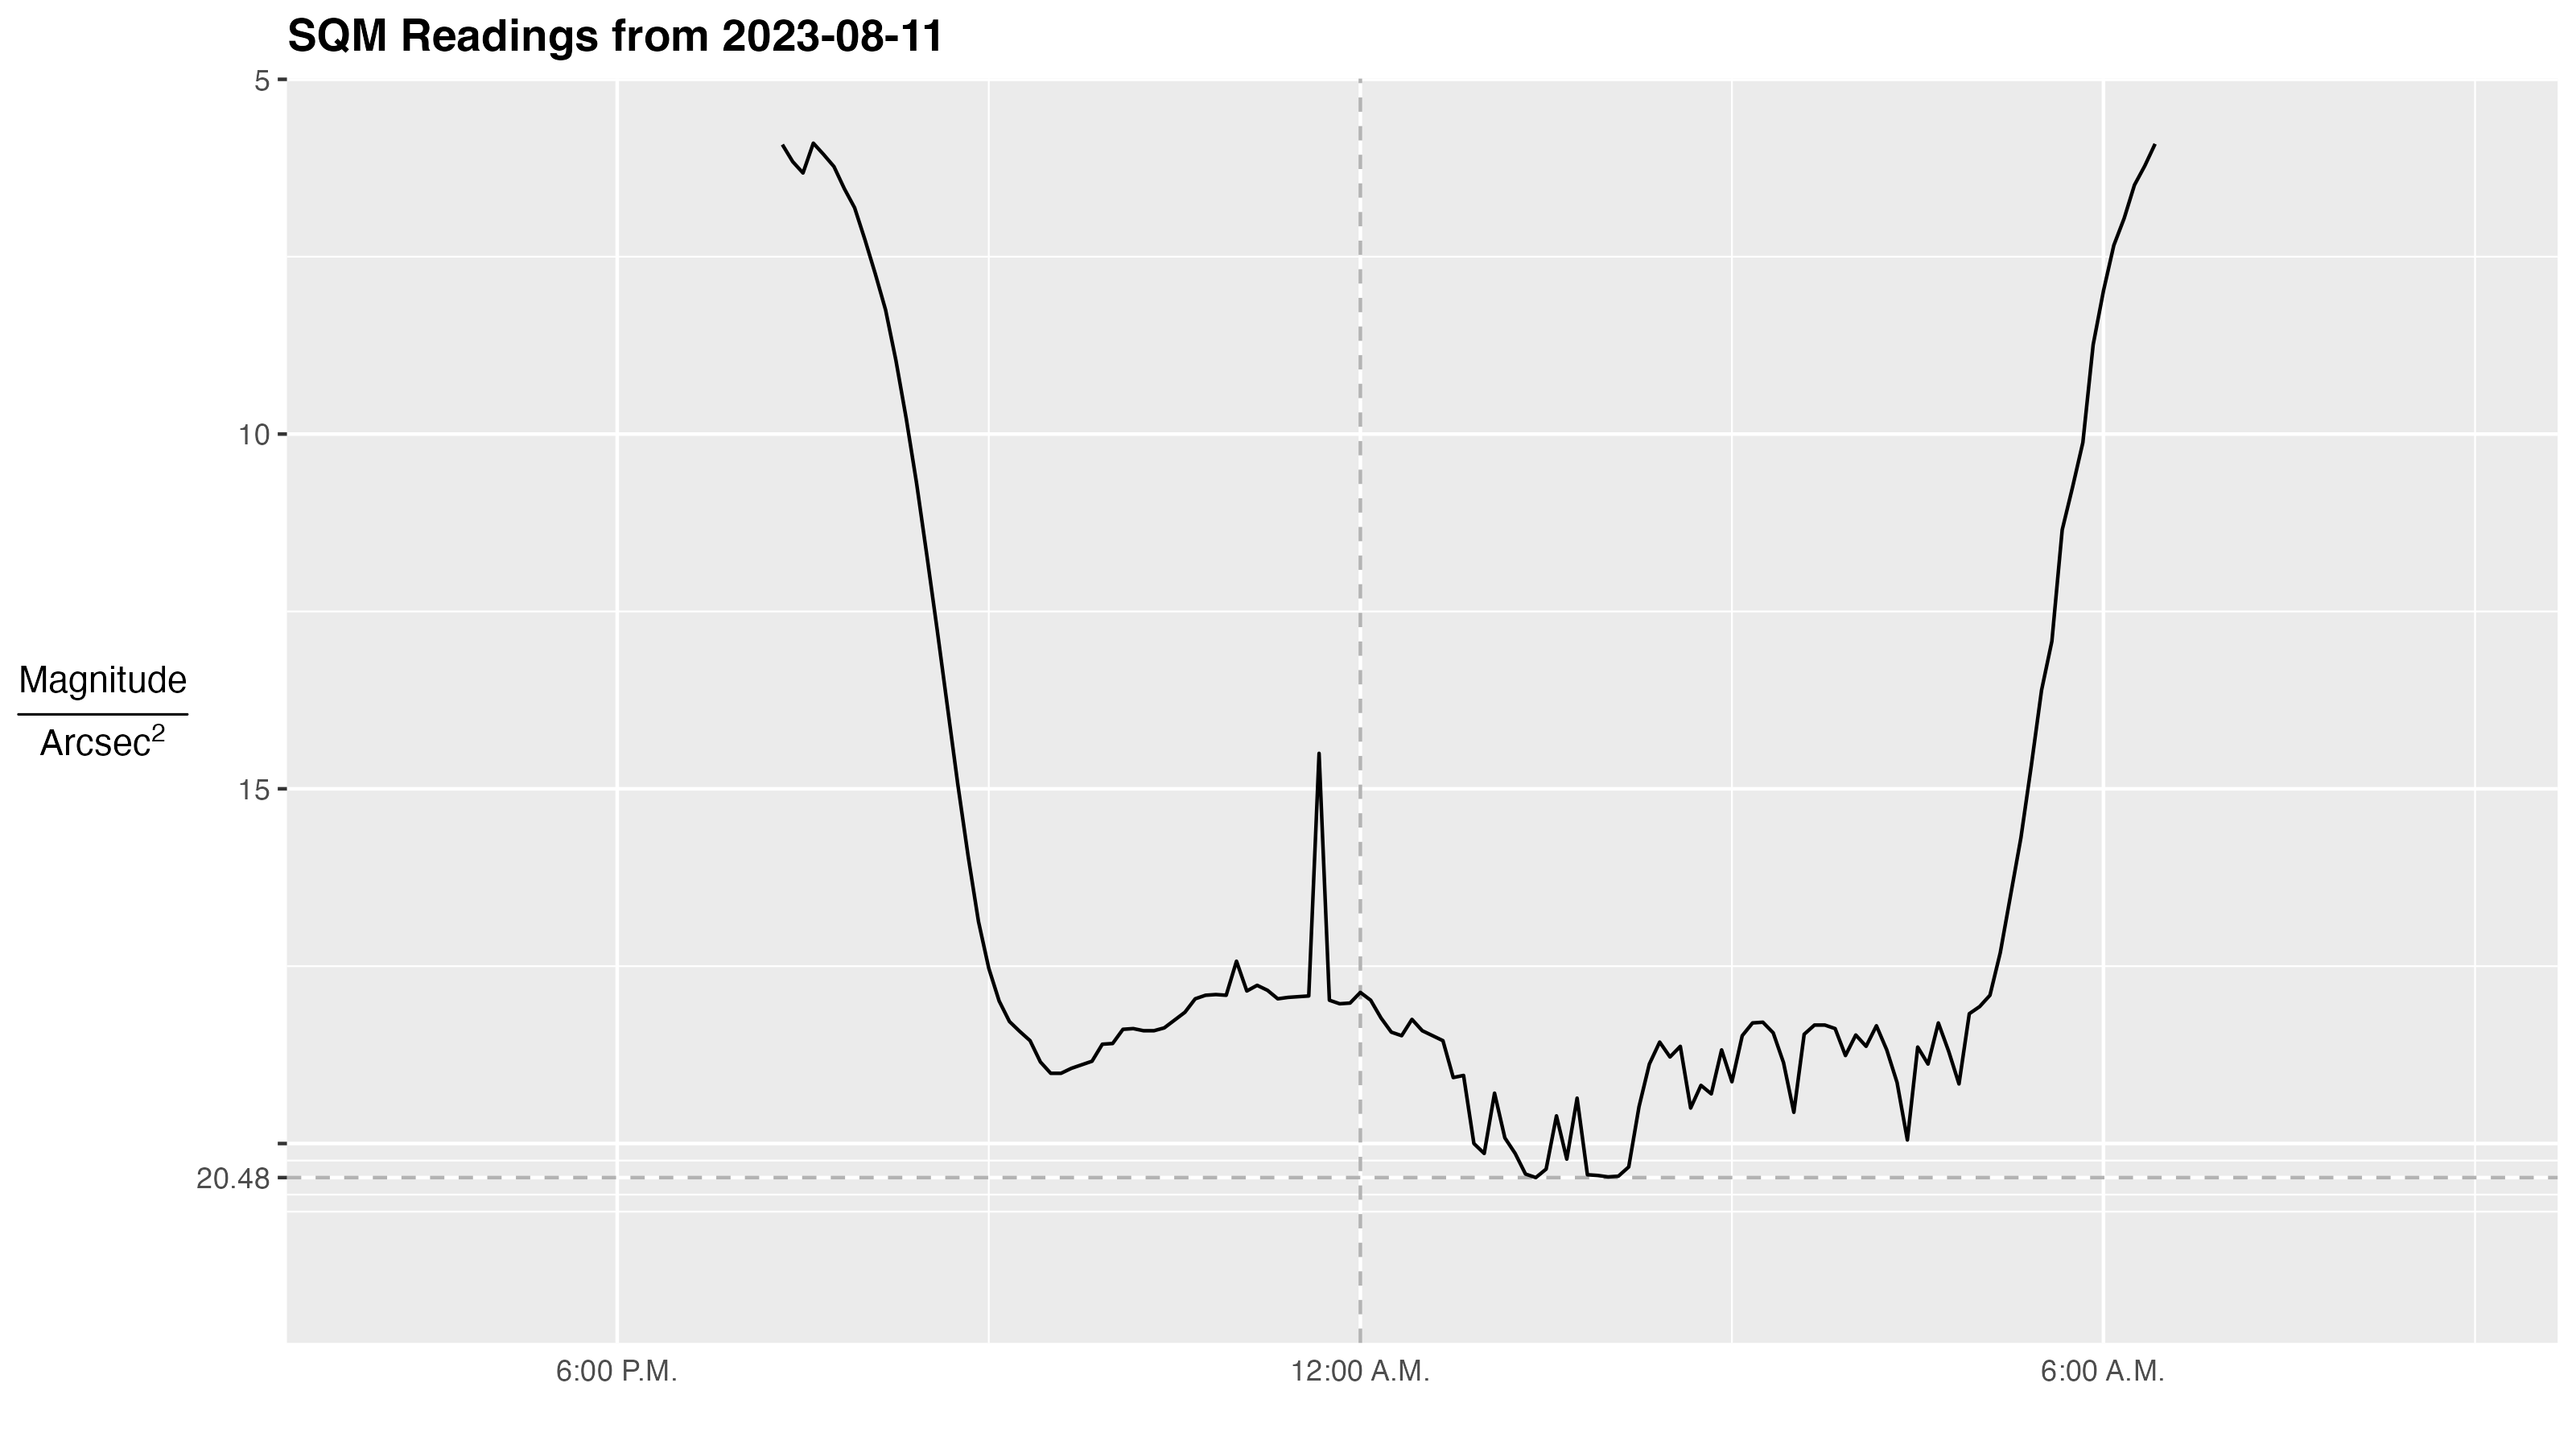 SQM Readings from 2023-08-11
5
10
15
20.48
Magnitude
Arcsec²
6:00 P.M.
12:00 A.M.
6:00 A.M.